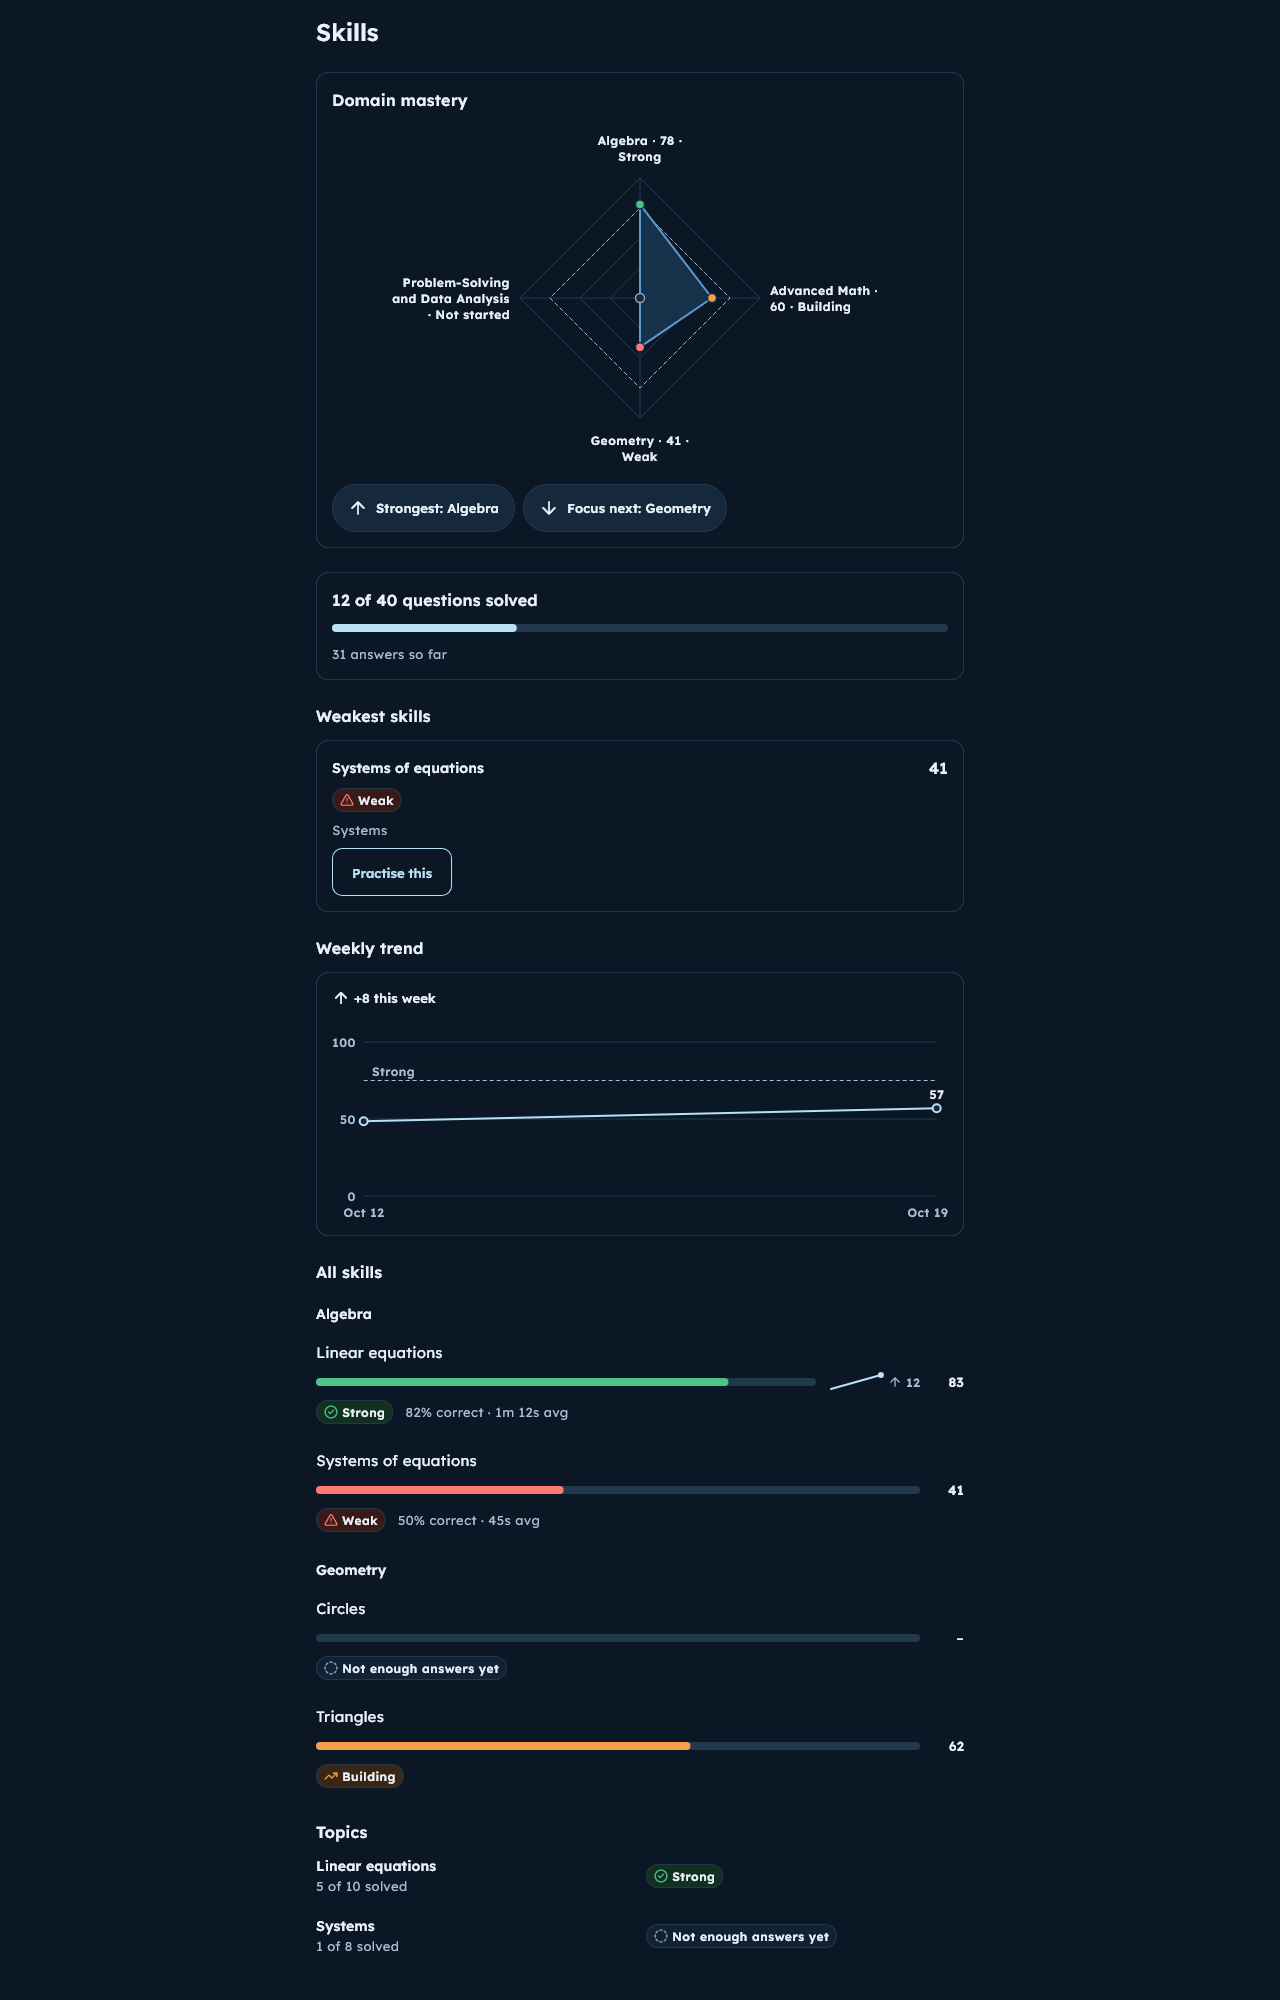 Skills
Domain mastery
Algebra · 78 ·
Strong
Problem-Solving
and Data Analysis
· Not started
Advanced Math ·
60 · Building
Geometry · 41 ·
Weak
Strongest: Algebra
Focus next: Geometry
12 of 40 questions solved
31 answers so far
Weakest skills
Systems of equations
41
Weak
Systems
Practise this
Weekly trend
+8 this week
100
Strong
57
50
0
Oct 12
Oct 19
All skills
Algebra
Linear equations
12
83
Strong
82% correct · 1m 12s avg
Systems of equations
41
Weak
50% correct · 45s avg
Geometry
Circles
–
Not enough answers yet
Triangles
62
Building
Topics
Linear equations
5 of 10 solved
Strong
Systems
1 of 8 solved
Not enough answers yet